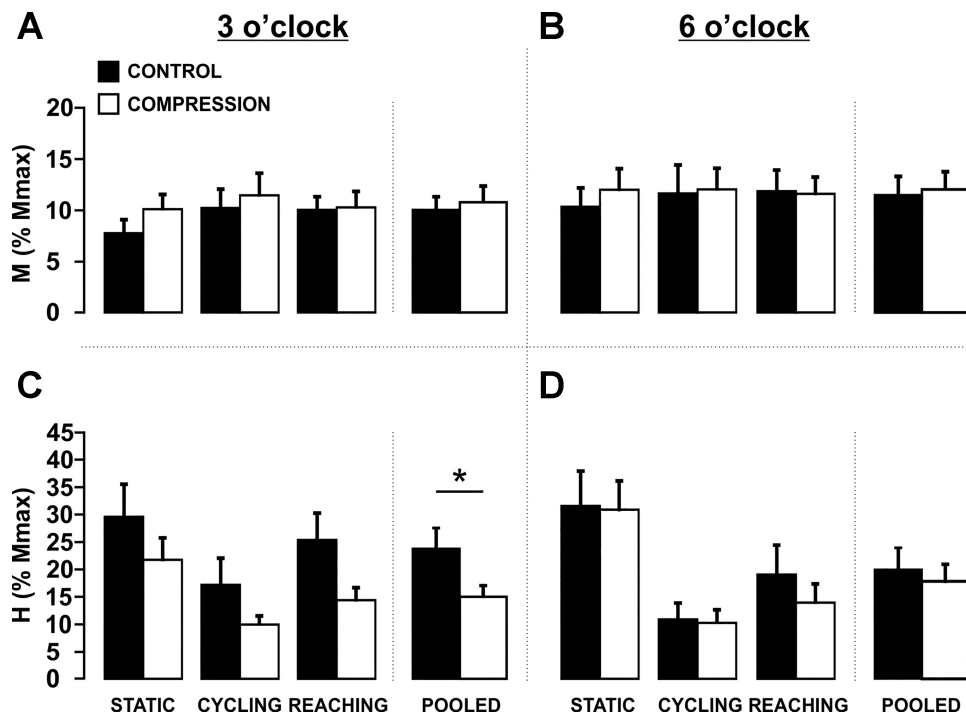 A 3 o’clock B 6 o’clock
CONTROL
COMPRESSION
M (% Mmax)
20
15
10
5
0
C D
*
H (% Mmax)
45
40
35
30
25
20
15
10
5
0
STATIC CYCLING REACHING POOLED STATIC CYCLING REACHING POOLED